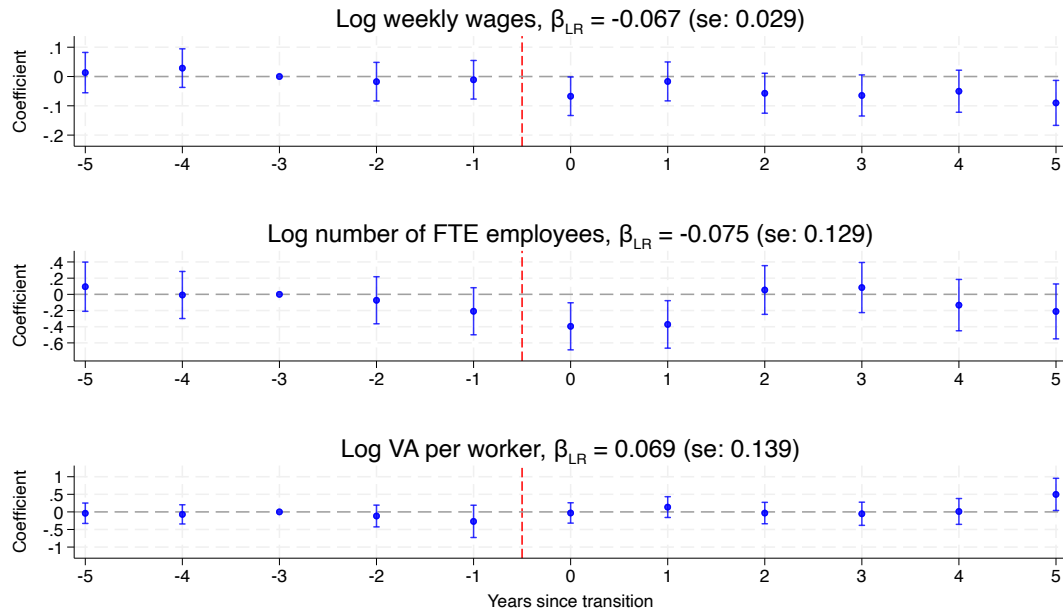 Log weekly wages, β_LR = -0.067 (se: 0.029)
Coefficient
.1
0
-.1
-.2
-5 -4 -3 -2 -1 0 1 2 3 4 5
Log number of FTE employees, β_LR = -0.075 (se: 0.129)
Coefficient
.4
.2
0
-.2
-.4
-.6
-5 -4 -3 -2 -1 0 1 2 3 4 5
Log VA per worker, β_LR = 0.069 (se: 0.139)
Coefficient
1
.5
0
-.5
-1
-5 -4 -3 -2 -1 0 1 2 3 4 5
Years since transition